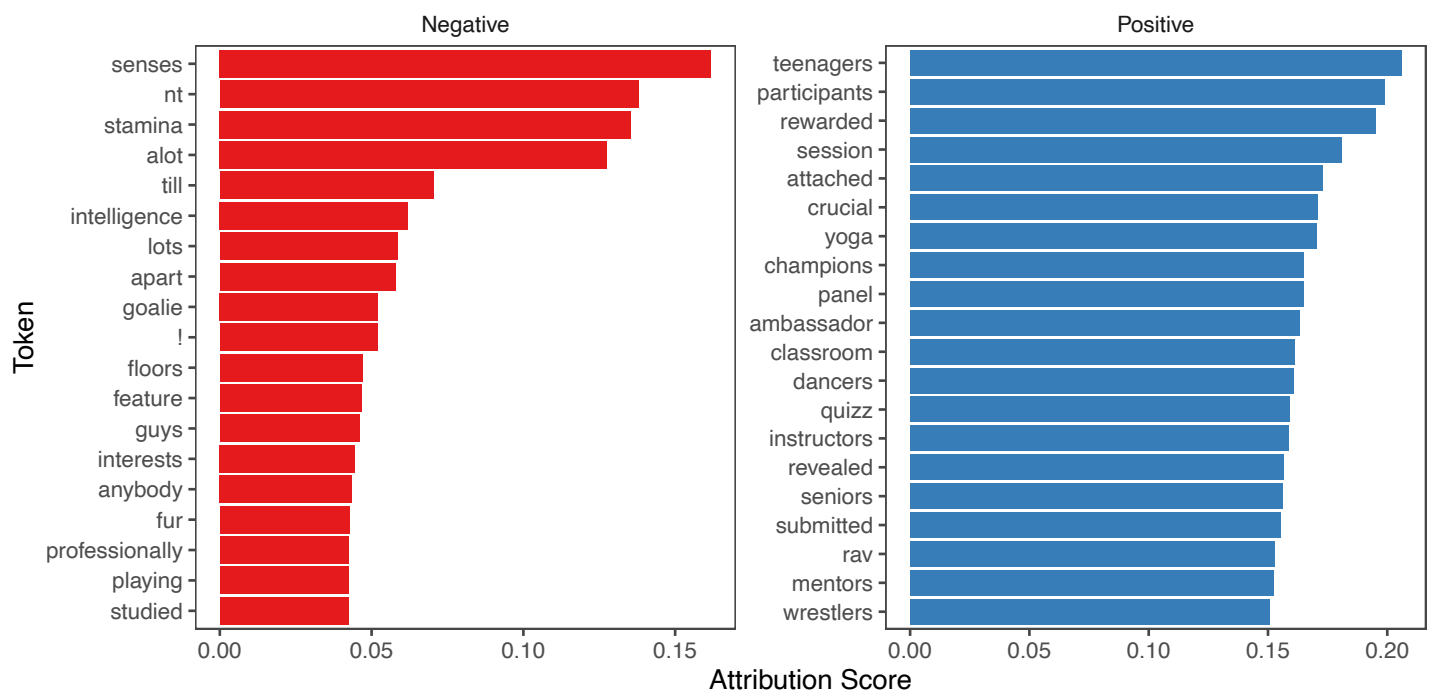 Negative
Positive
Token
senses
nt
stamina
alot
till
intelligence
lots
apart
goalie
!
floors
feature
guys
interests
anybody
fur
professionally
playing
studied
0.00 0.05 0.10 0.15
teenagers
participants
rewarded
session
attached
crucial
yoga
champions
panel
ambassador
classroom
dancers
quizz
instructors
revealed
seniors
submitted
rav
mentors
wrestlers
0.00 0.05 0.10 0.15 0.20
Attribution Score